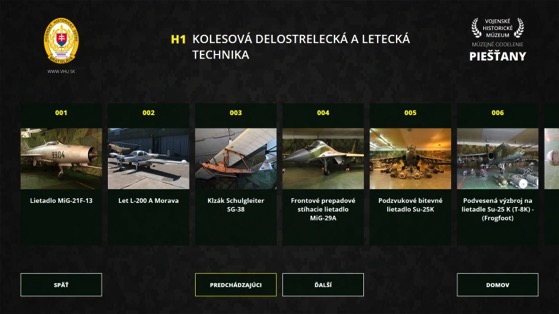 WWW.VHU.SK
H1 KOLESOVÁ DELOSTRELECKÁ A LETECKÁ
TECHNIKA
VOJENSKÉ
HISTORICKÉ
MÚZEUM
MÚZEJNÉ ODDELENIE
PIEŠŤANY
001
Lietadlo MiG-21F-13
002
Let L-200 A Morava
003
Klzák Schulgleiter
SG-38
004
Frontové prepadové
stíhacie lietadlo
MiG-29A
005
Podzvukové bitevné
lietadlo Su-25K
006
Podvesená výzbroj na
lietadle Su-25 K (T-8K) -
(Frogfoot)
SPÄŤ
PREDCHÁDZAJÚCI
ĎALŠÍ
DOMOV